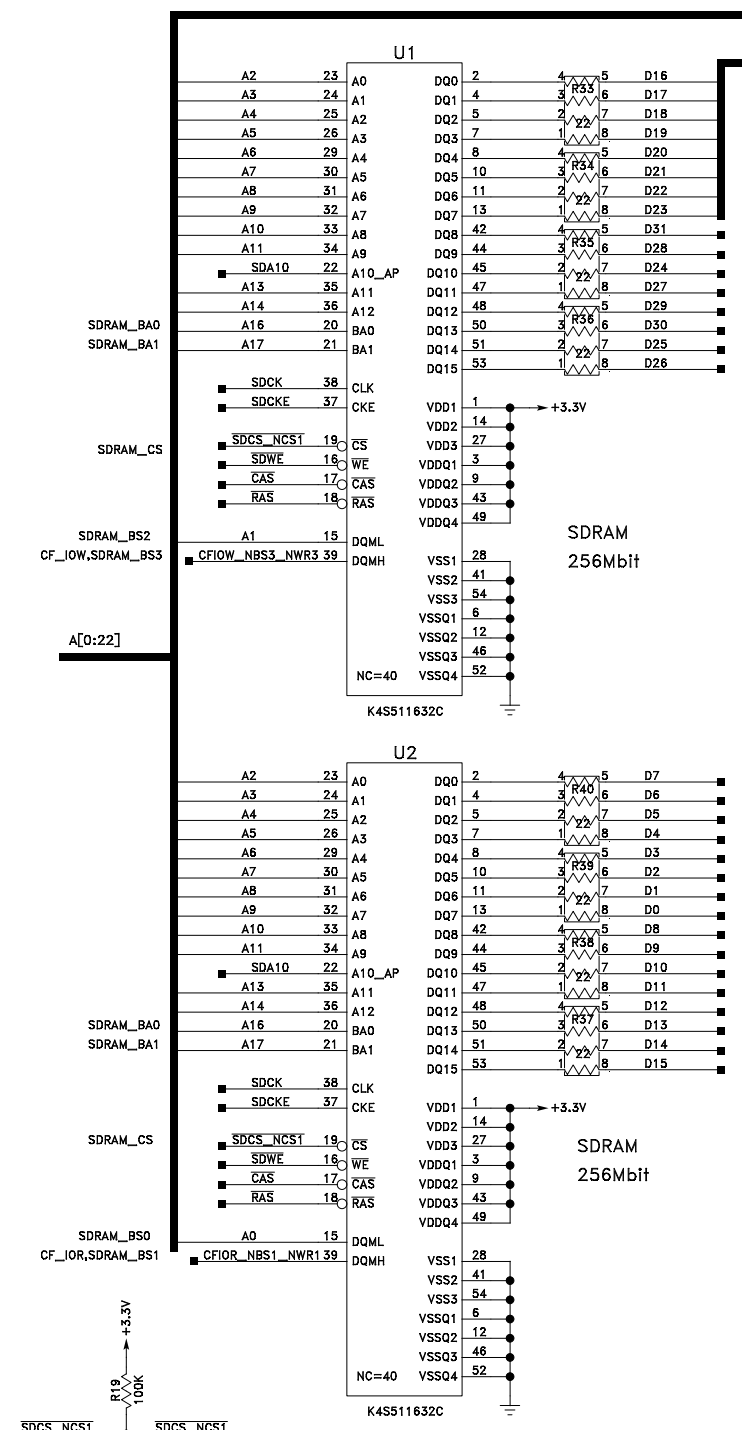 U1
A2 23 A0 DQ0 2 4 5 D16
R33
A3 24 A1 DQ1 4 3 6 D17
A4 25 A2 DQ2 5 2 7 D18
22
A5 26 A3 DQ3 7 1 8 D19
A6 29 A4 DQ4 8 4 5 D20
R34
A7 30 A5 DQ5 10 3 6 D21
A8 31 A6 DQ6 11 2 7 D22
22
A9 32 A7 DQ7 13 1 8 D23
A10 33 A8 DQ8 42 4 5 D31
R35
A11 34 A9 DQ9 44 3 6 D28
SDA10 22 A10_AP DQ10 45 2 7 D24
22
A13 35 A11 DQ11 47 1 8 D27
A14 36 A12 DQ12 48 4 5 D29
R36
SDRAM_BA0 A16 20 BA0 DQ13 50 3 6 D30
SDRAM_BA1 A17 21 BA1 DQ14 51 2 7 D25
22
DQ15 53 1 8 D26
SDCK 38 CLK
SDCKE 37 CKE VDD1 1 +3.3V
VDD2 14
SDRAM_CS SDCS_NCS1 19 CS VDD3 27
SDWE 16 WE VDDQ1 3
CAS 17 CAS VDDQ2 9
RAS 18 RAS VDDQ3 43
VDDQ4 49
SDRAM_BS2 A1 15 DQML SDRAM
CF_IOW,SDRAM_BS3 CFIOW_NBS3_NWR3 39 DQMH VSS1 28 256Mbit
VSS2 41
VSS3 54
VSSQ1 6
VSSQ2 12
A[0:22]
VSSQ3 46
NC=40 VSSQ4 52
K4S511632C
U2
A2 23 A0 DQ0 2 4 5 D7
R40
A3 24 A1 DQ1 4 3 6 D6
A4 25 A2 DQ2 5 2 7 D5
22
A5 26 A3 DQ3 7 1 8 D4
A6 29 A4 DQ4 8 4 5 D3
R39
A7 30 A5 DQ5 10 3 6 D2
A8 31 A6 DQ6 11 2 7 D1
22
A9 32 A7 DQ7 13 1 8 D0
A10 33 A8 DQ8 42 4 5 D8
R38
A11 34 A9 DQ9 44 3 6 D9
SDA10 22 A10_AP DQ10 45 2 7 D10
22
A13 35 A11 DQ11 47 1 8 D11
A14 36 A12 DQ12 48 4 5 D12
R37
SDRAM_BA0 A16 20 BA0 DQ13 50 3 6 D13
SDRAM_BA1 A17 21 BA1 DQ14 51 2 7 D14
22
DQ15 53 1 8 D15
SDCK 38 CLK
SDCKE 37 CKE VDD1 1 +3.3V
VDD2 14
SDRAM_CS SDCS_NCS1 19 CS VDD3 27 SDRAM
SDWE 16 WE VDDQ1 3
256Mbit
CAS 17 CAS VDDQ2 9
RAS 18 RAS VDDQ3 43
VDDQ4 49
SDRAM_BS0 A0 15 DQML
CF_IOR,SDRAM_BS1 CFIOR_NBS1_NWR1 39 DQMH VSS1 28
VSS2 41
VSS3 54
+3.3V VSSQ1 6
VSSQ2 12
VSSQ3 46
NC=40 VSSQ4 52
R19
100K
K4S511632C
SDCS_NCS1 SDCS_NCS1